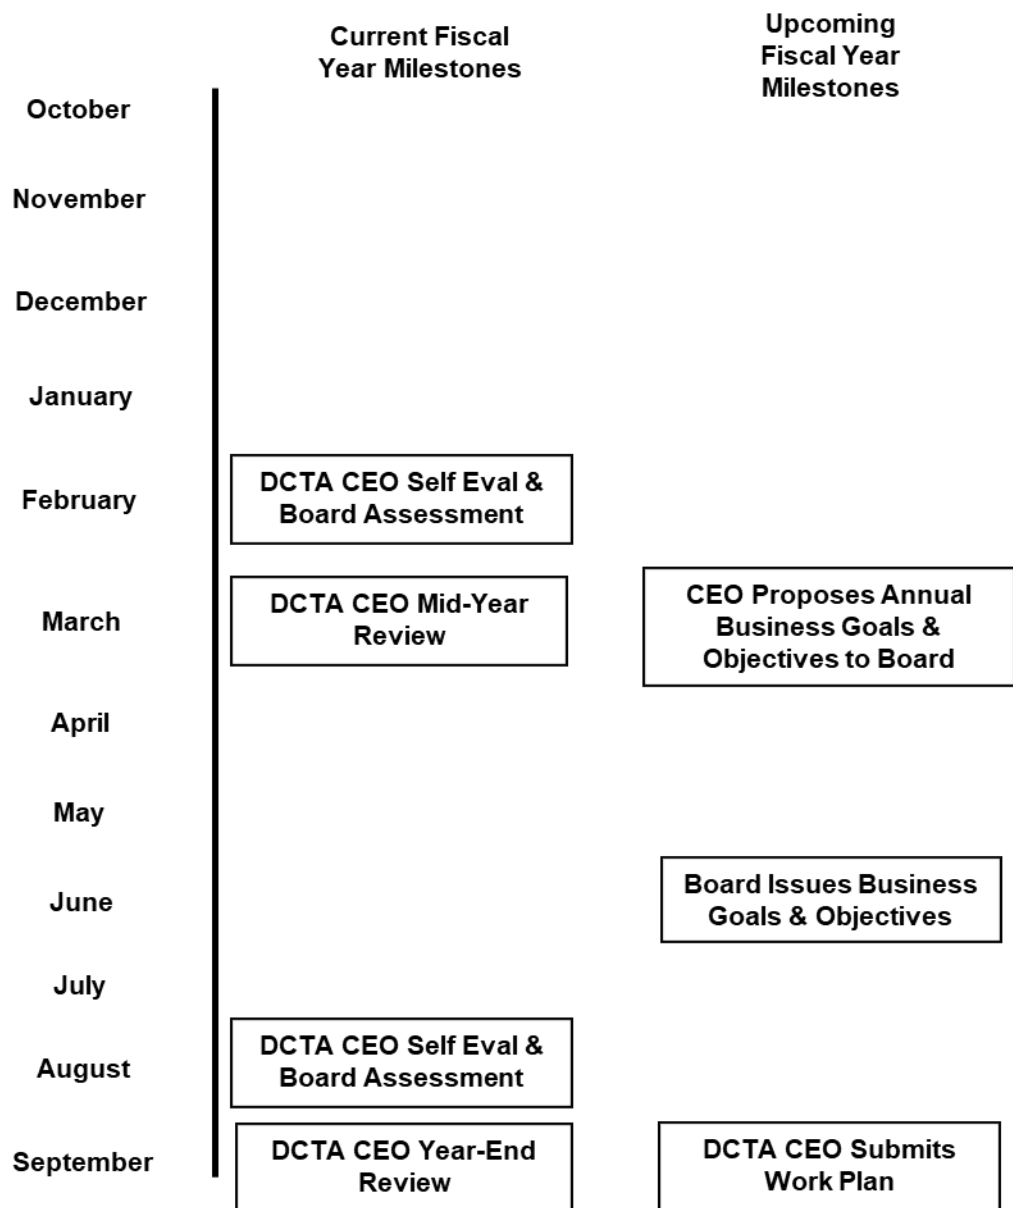 Current Fiscal
Year Milestones
Upcoming
Fiscal Year
Milestones
October
November
December
January
February
DCTA CEO Self Eval &
Board Assessment
March
DCTA CEO Mid-Year
Review
CEO Proposes Annual
Business Goals &
Objectives to Board
April
May
June
Board Issues Business
Goals & Objectives
July
August
DCTA CEO Self Eval &
Board Assessment
September
DCTA CEO Year-End
Review
DCTA CEO Submits
Work Plan